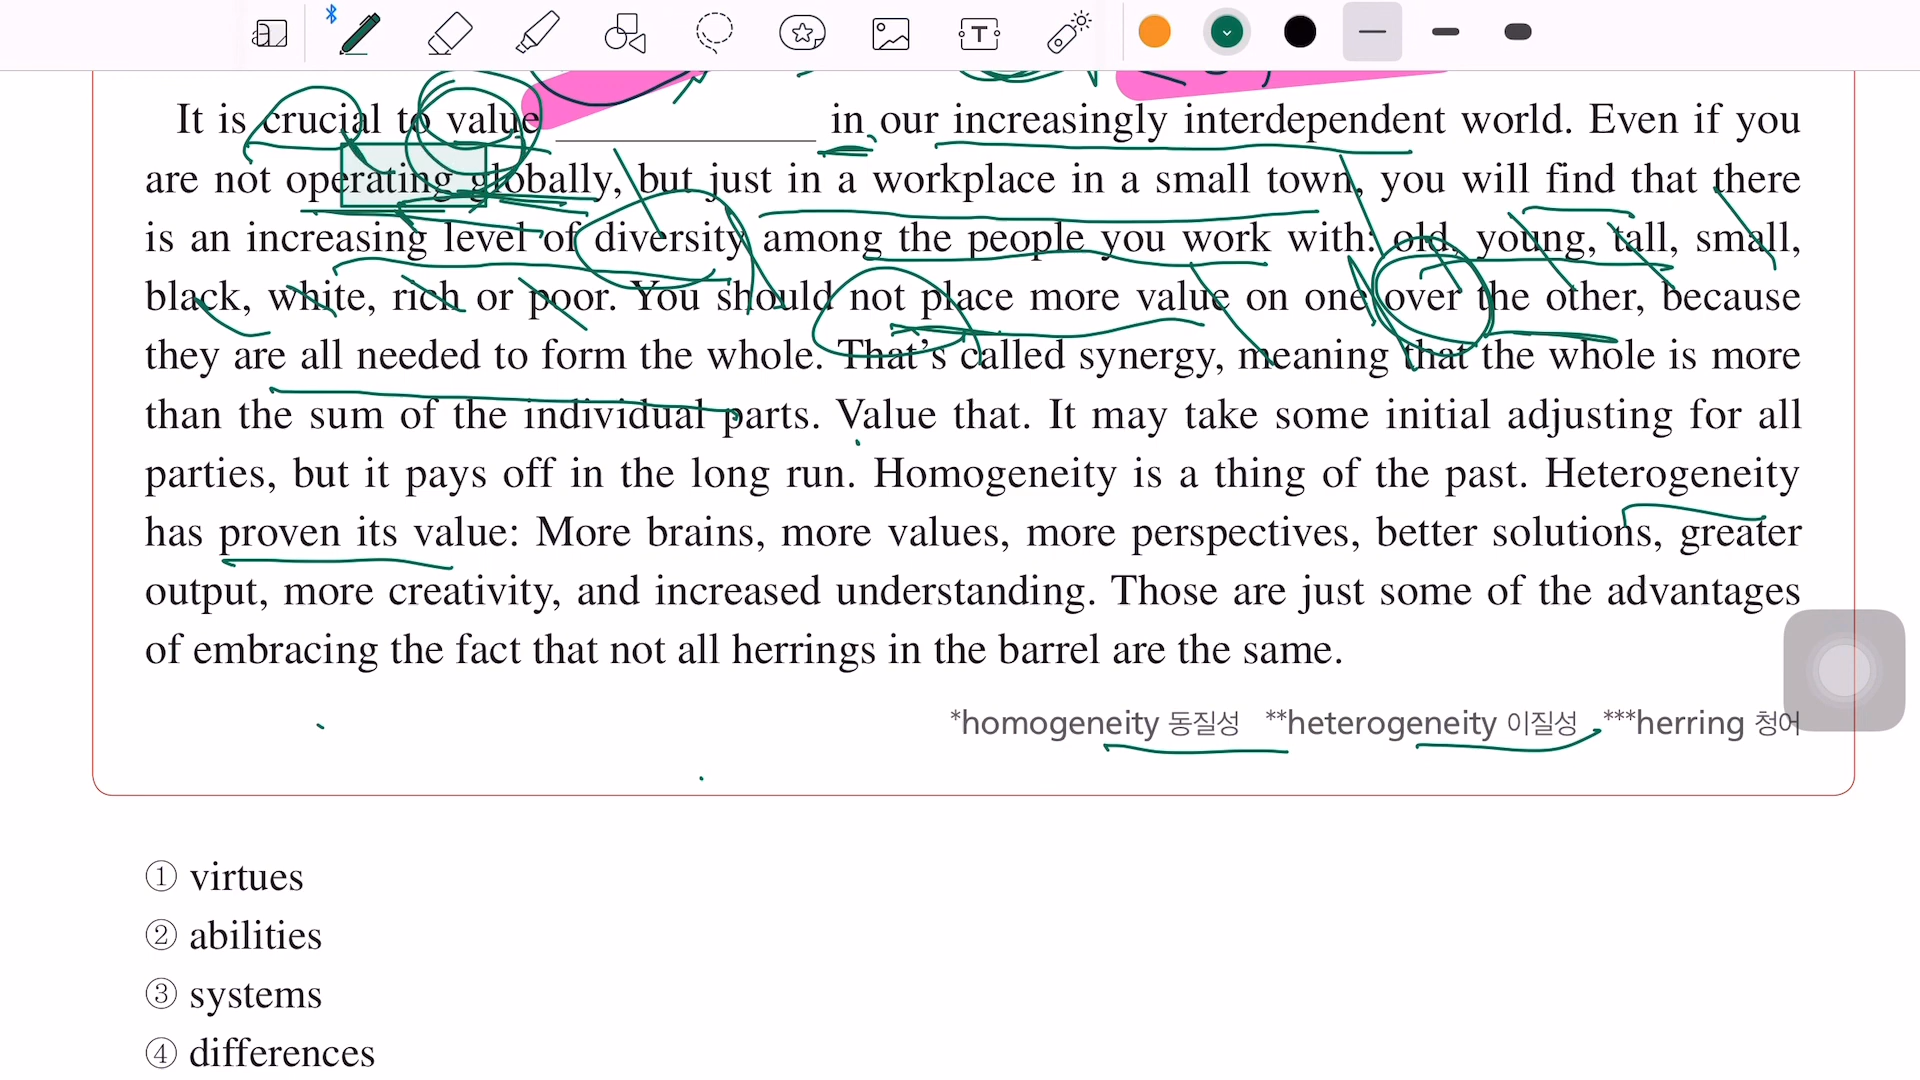 It is crucial to value ____________ in our increasingly interdependent world. Even if you
are not operating globally, but just in a workplace in a small town, you will find that there
is an increasing level of diversity among the people you work with: old, young, tall, small,
black, white, rich or poor. You should not place more value on one over the other, because
they are all needed to form the whole. That's called synergy, meaning that the whole is more
than the sum of the individual parts. Value that. It may take some initial adjusting for all
parties, but it pays off in the long run. Homogeneity is a thing of the past. Heterogeneity
has proven its value: More brains, more values, more perspectives, better solutions, greater
output, more creativity, and increased understanding. Those are just some of the advantages
of embracing the fact that not all herrings in the barrel are the same.
*homogeneity 동질성 **heterogeneity 이질성 ***herring 청어
① virtues
② abilities
③ systems
④ differences